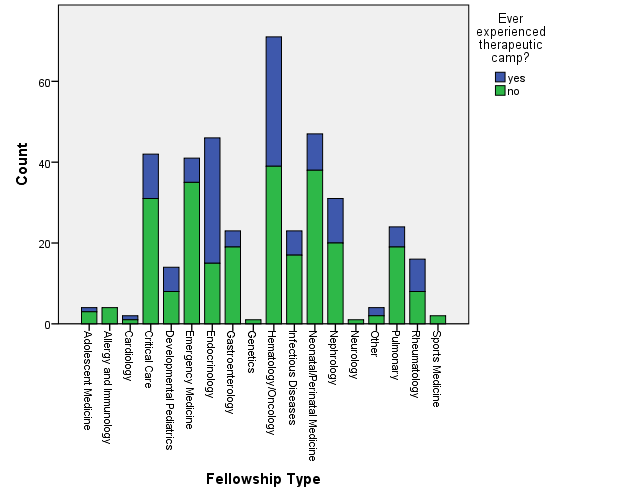 Ever
experienced
therapeutic
camp?
yes
no
Count
60
40
20
0
Adolescent Medicine
Allergy and Immunology
Cardiology
Critical Care
Developmental Pediatrics
Emergency Medicine
Endocrinology
Gastroenterology
Genetics
Hematology/Oncology
Infectious Diseases
Neonatal/Perinatal Medicine
Nephrology
Neurology
Other
Pulmonary
Rheumatology
Sports Medicine
Fellowship Type